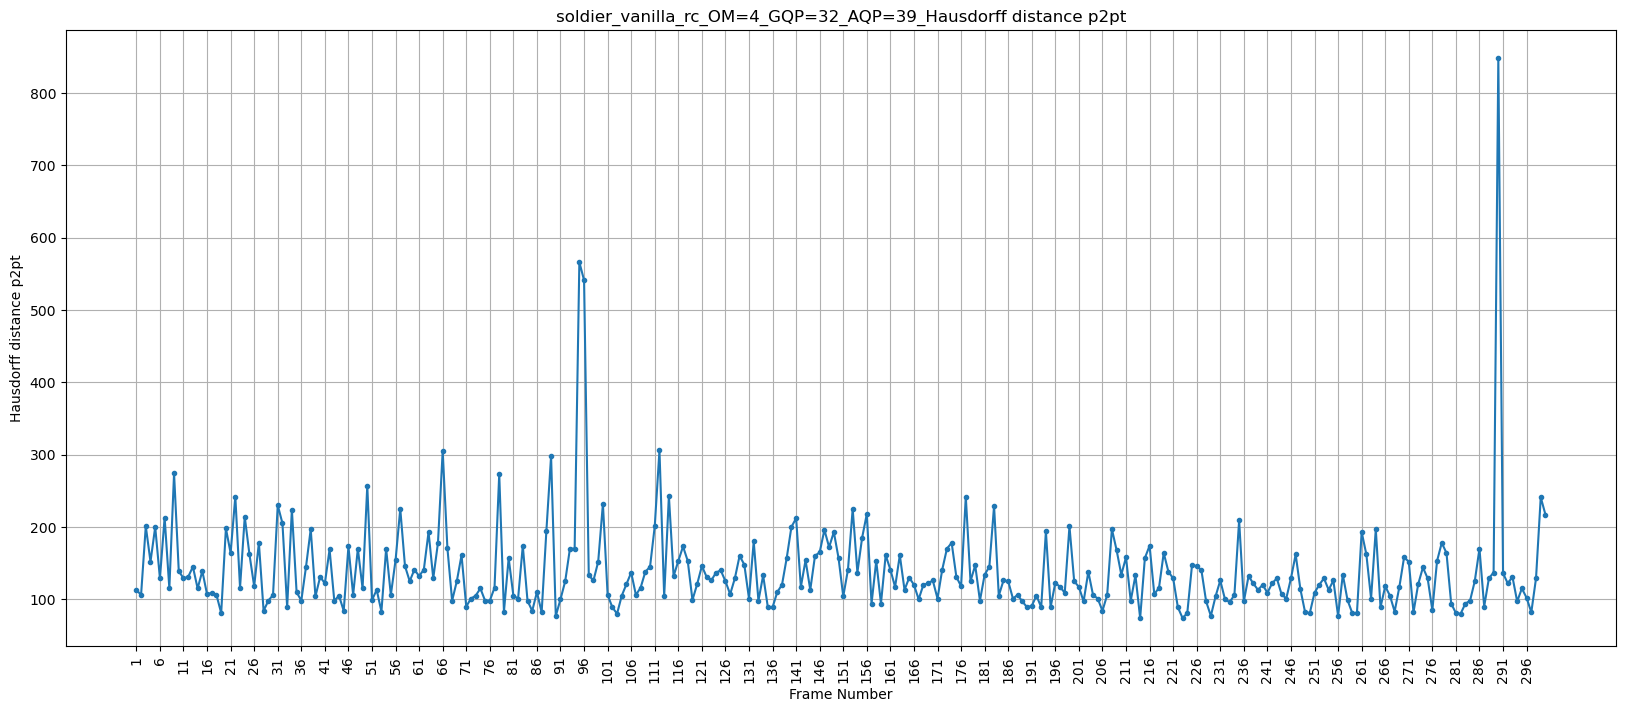 soldier_vanilla_rc_OM=4_GQP=32_AQP=39_Hausdorff distance p2pt
Hausdorff distance p2pt
800
700
600
500
400
300
200
100
1 6 11 16 21 26 31 36 41 46 51 56 61 66 71 76 81 86 91 96 101 106 111 116 121 126 131 136 141 146 151 156 161 166 171 176 181 186 191 196 201 206 211 216 221 226 231 236 241 246 251 256 261 266 271 276 281 286 291 296
Frame Number